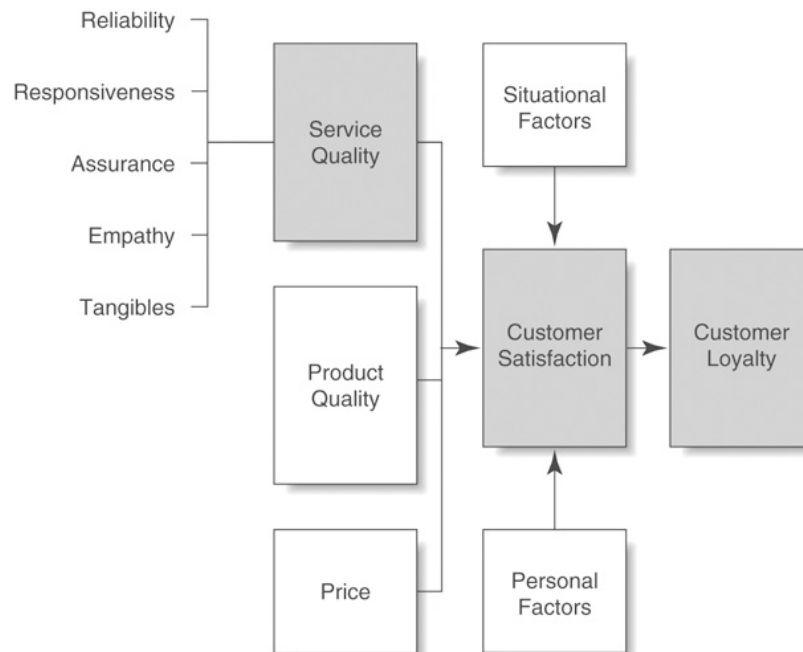 Reliability
Responsiveness
Assurance
Empathy
Tangibles
Service
Quality
Product
Quality
Price
Situational
Factors
Customer
Satisfaction
Personal
Factors
Customer
Loyalty